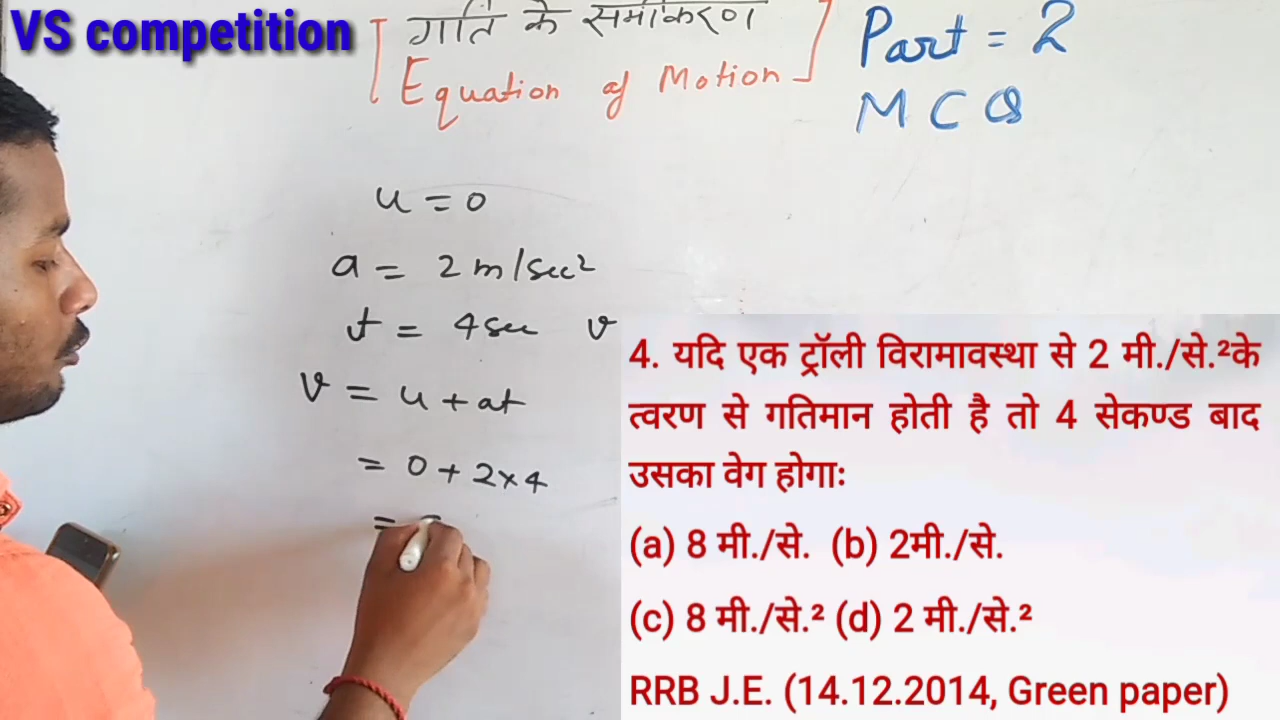 VS competition
गति के समीकरण
Equation of Motion
Part = 2
MCQ
u = 0
a = 2 m/sec²
t = 4 sec v
v = u + at
= 0 + 2×4
=
4. यदि एक ट्रॉली विरामावस्था से 2 मी./से.²के
त्वरण से गतिमान होती है तो 4 सेकण्ड बाद
उसका वेग होगाः
(a) 8 मी./से. (b) 2मी./से.
(c) 8 मी./से.² (d) 2 मी./से.²
RRB J.E. (14.12.2014, Green paper)